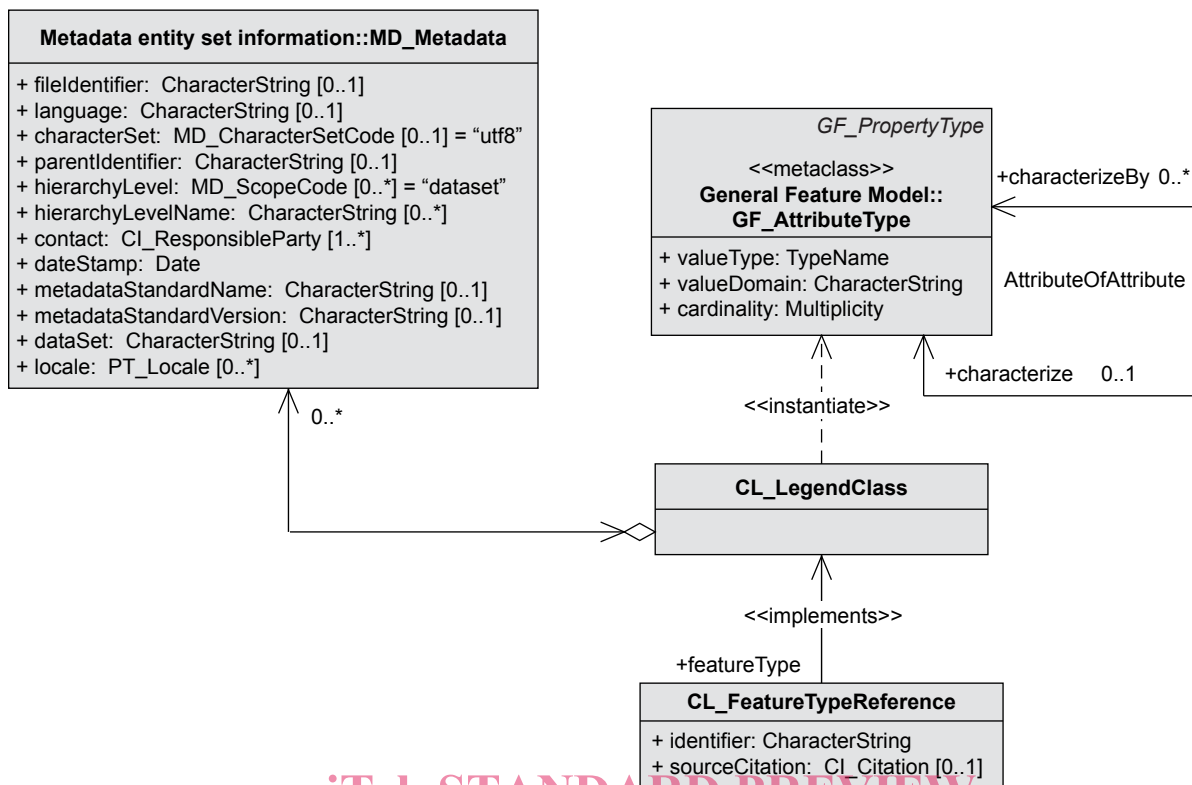 Metadata entity set information::MD_Metadata
+ fileIdentifier: CharacterString [0..1]
+ language: CharacterString [0..1]
+ characterSet: MD_CharacterSetCode [0..1] = “utf8”
+ parentIdentifier: CharacterString [0..1]
+ hierarchyLevel: MD_ScopeCode [0..*] = “dataset”
+ hierarchyLevelName: CharacterString [0..*]
+ contact: CI_ResponsibleParty [1..*]
+ dateStamp: Date
+ metadataStandardName: CharacterString [0..1]
+ metadataStandardVersion: CharacterString [0..1]
+ dataSet: CharacterString [0..1]
+ locale: PT_Locale [0..*]
0..*
GF_PropertyType
<<metaclass>>
General Feature Model::
GF_AttributeType
+ valueType: TypeName
+ valueDomain: CharacterString
+ cardinality: Multiplicity
+characterizeBy 0..*
AttributeOfAttribute
+characterize 0..1
<<instantiate>>
CL_LegendClass
<<implements>>
+featureType
CL_FeatureTypeReference
+ identifier: CharacterString
+ sourceCitation: CI_Citation [0..1]
STANDARD PREVIEW